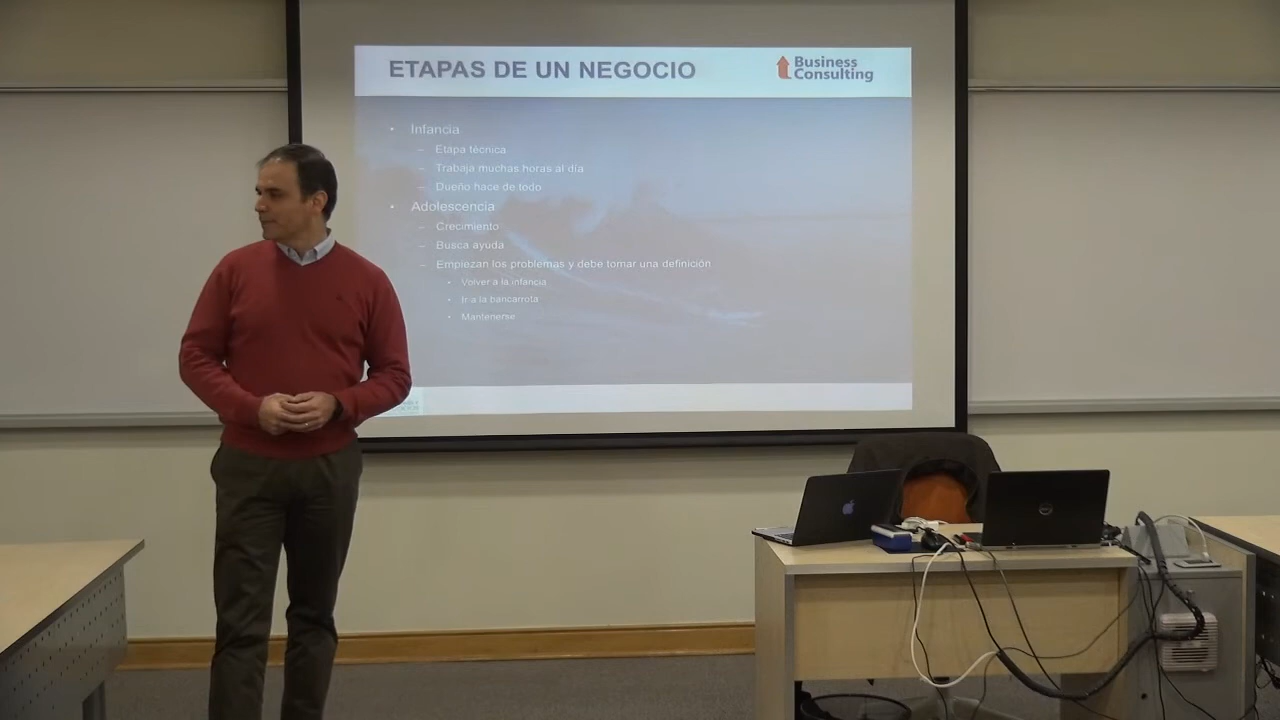 ETAPAS DE UN NEGOCIO
Business
Consulting
• Infancia
– Etapa técnica
– Trabaja muchas horas al día
– Dueño hace de todo
• Adolescencia
– Crecimiento
– Busca ayuda
– Empiezan los problemas y debe tomar una definición
• Volver a la infancia
• Ir a la bancarrota
• Mantenerse